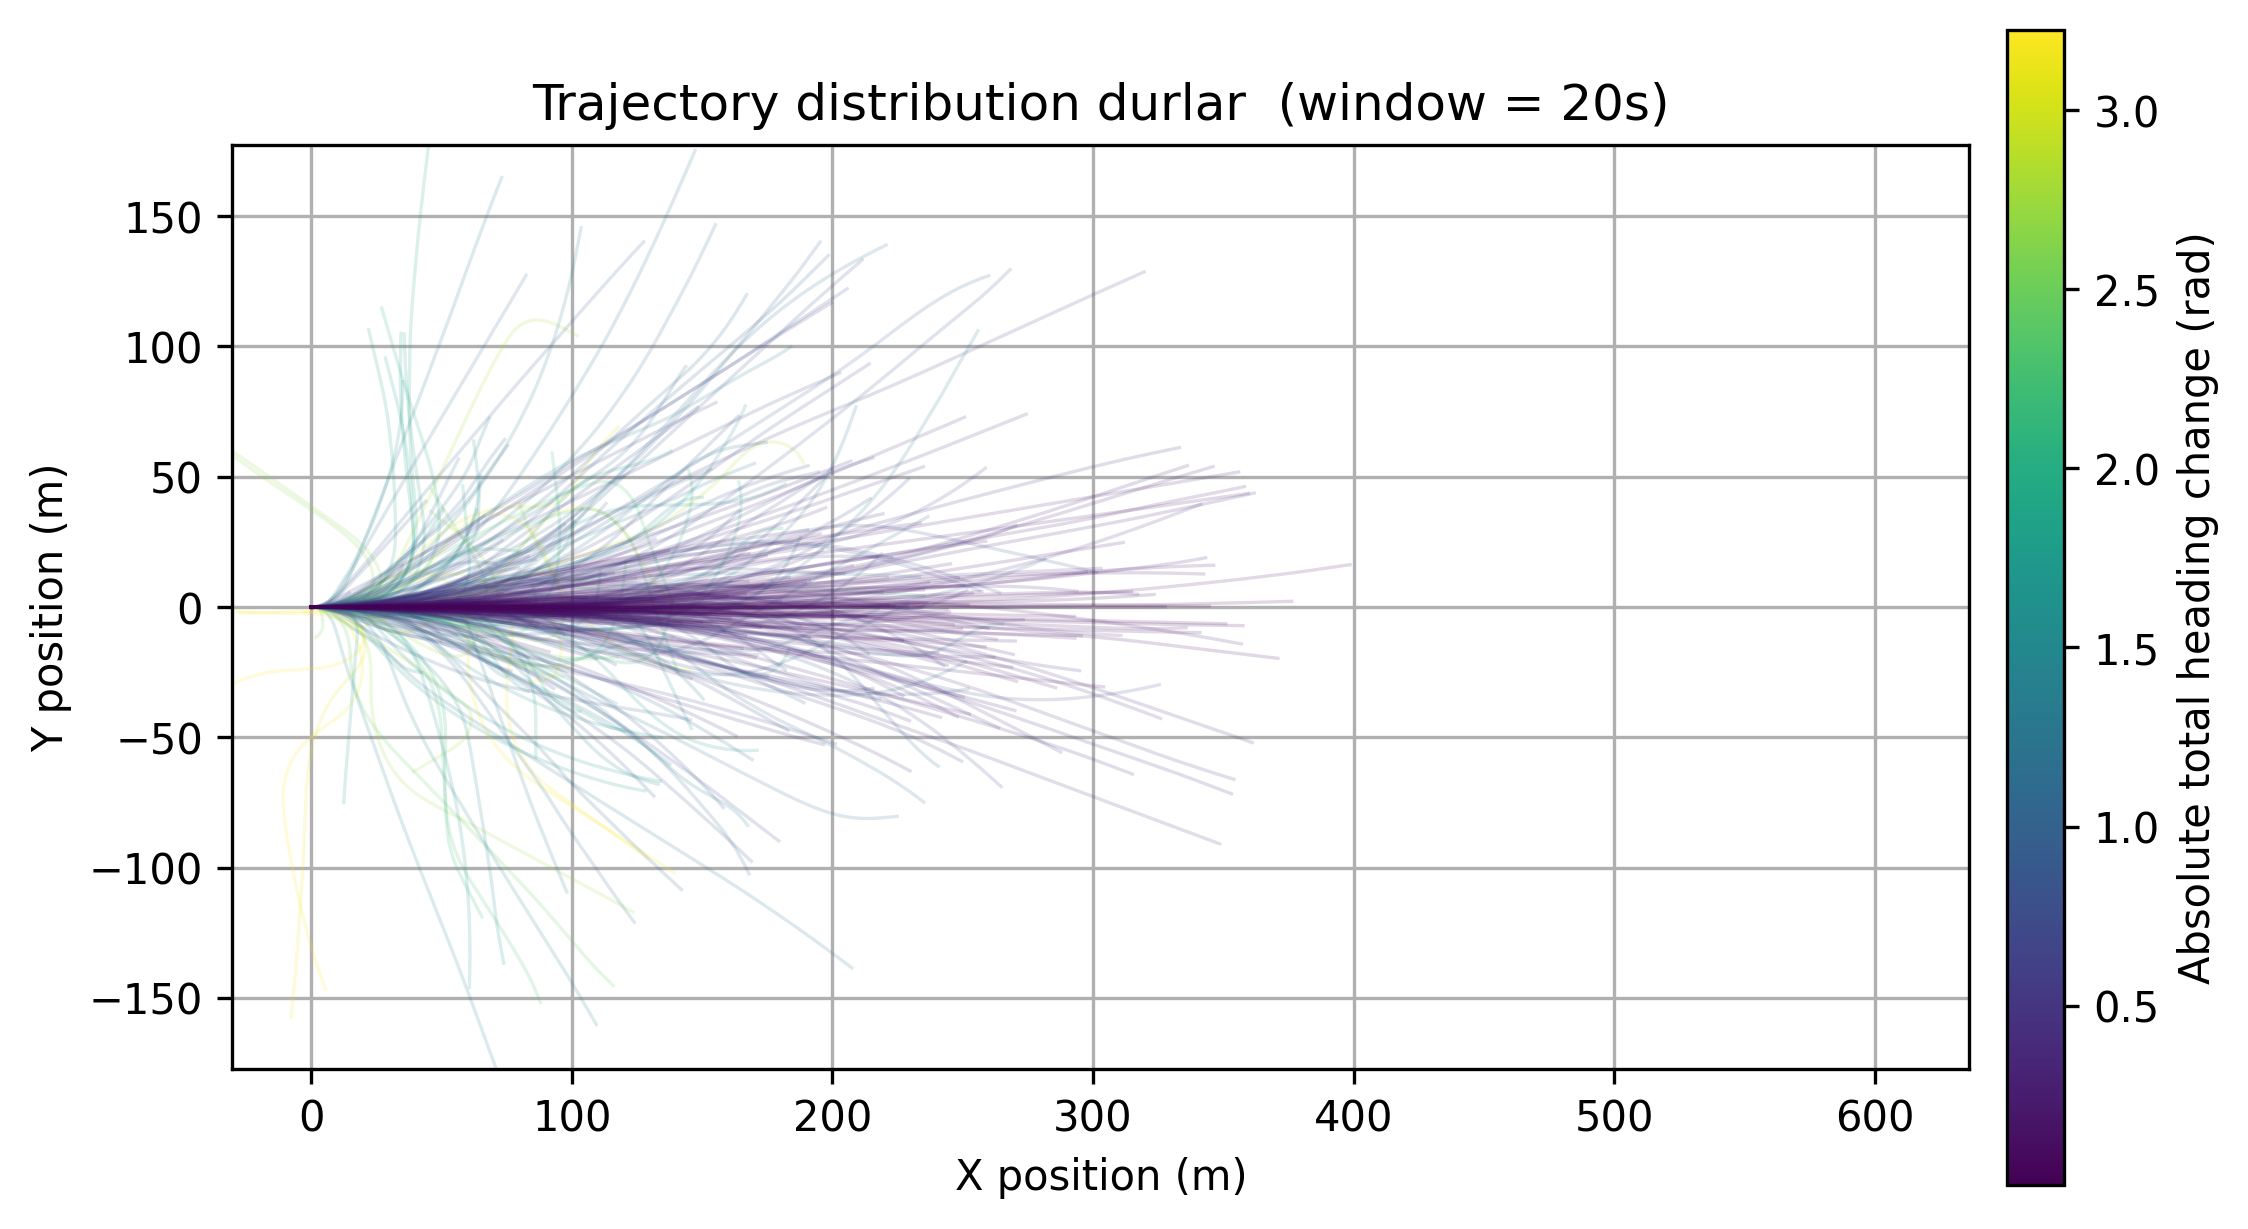 Trajectory distribution durlar  (window = 20s)
150
100
50
0
−50
−100
−150
Y position (m)
0 100 200 300 400 500 600
X position (m)
3.0
2.5
2.0
1.5
1.0
0.5
Absolute total heading change (rad)